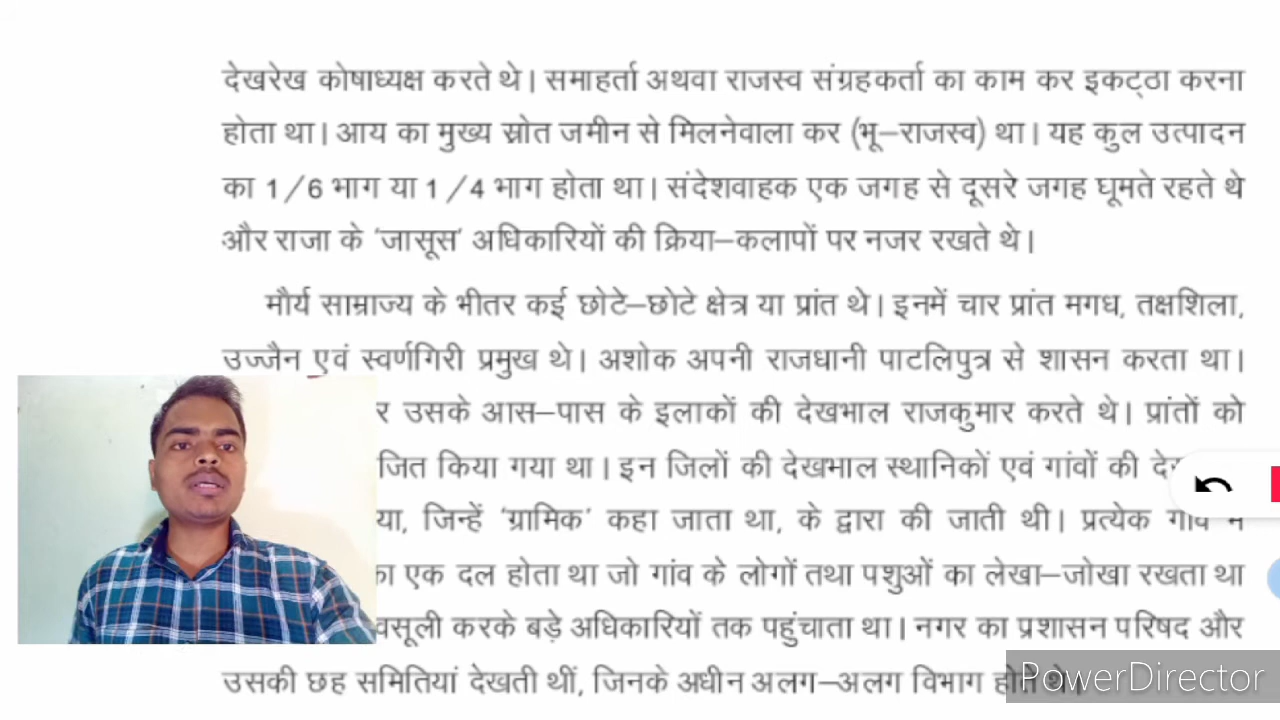 देखरेख कोषाध्यक्ष करते थे। समाहर्ता अथवा राजस्व संग्रहकर्ता का काम कर इकट्ठा करना
होता था। आय का मुख्य स्रोत जमीन से मिलनेवाला कर (भू–राजस्व) था। यह कुल उत्पादन
का 1/6 भाग या 1/4 भाग होता था। संदेशवाहक एक जगह से दूसरे जगह घूमते रहते थे
और राजा के 'जासूस' अधिकारियों की क्रिया–कलापों पर नजर रखते थे।
मौर्य साम्राज्य के भीतर कई छोटे–छोटे क्षेत्र या प्रांत थे। इनमें चार प्रांत मगध, तक्षशिला,
उज्जैन एवं स्वर्णगिरी प्रमुख थे। अशोक अपनी राजधानी पाटलिपुत्र से शासन करता था।
उसके आस–पास के इलाकों की देखभाल राजकुमार करते थे। प्रांतों को
किया गया था। इन जिलों की देखभाल स्थानिकों एवं गांवों की
जिन्हें 'ग्रामिक' कहा जाता था, के द्वारा की जाती थी। प्रत्येक
एक दल होता था जो गांव के लोगों तथा पशुओं का लेखा–जोखा रखता था
वसूली करके बड़े अधिकारियों तक पहुंचाता था। नगर का प्रशासन परिषद और
उसकी छह समितियां देखती थीं, जिनके अधीन अलग–अलग विभाग होते थे।
PowerDirector